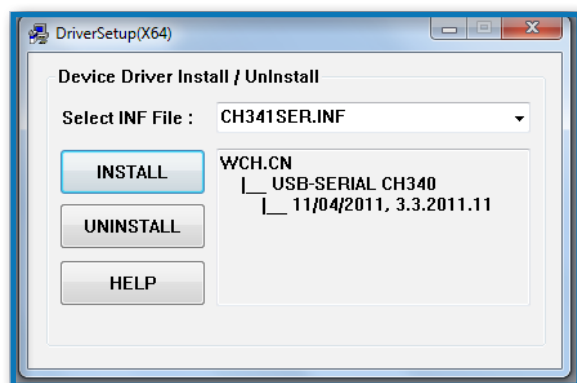 DriverSetup(X64)
Device Driver Install / UnInstall
Select INF File : CH341SER.INF
INSTALL
UNINSTALL
HELP
WCH.CN
|__ USB-SERIAL CH340
|__ 11/04/2011, 3.3.2011.11